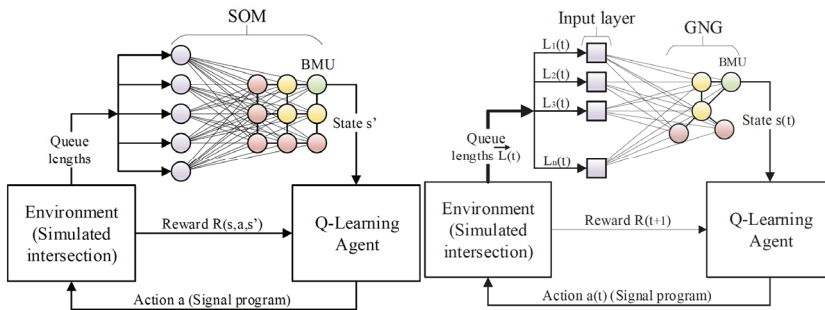 SOM
BMU
Queue
lengths
State s'
Environment
(Simulated
intersection)
Reward R(s,a,s')
Q-Learning
Agent
Action a (Signal program)
Input layer
GNG
L1(t)
L2(t)
L3(t)
Ln(t)
BMU
Queue
lengths L(t)
State s(t)
Environment
(Simulated
intersection)
Reward R(t+1)
Q-Learning
Agent
Action a(t) (Signal program)